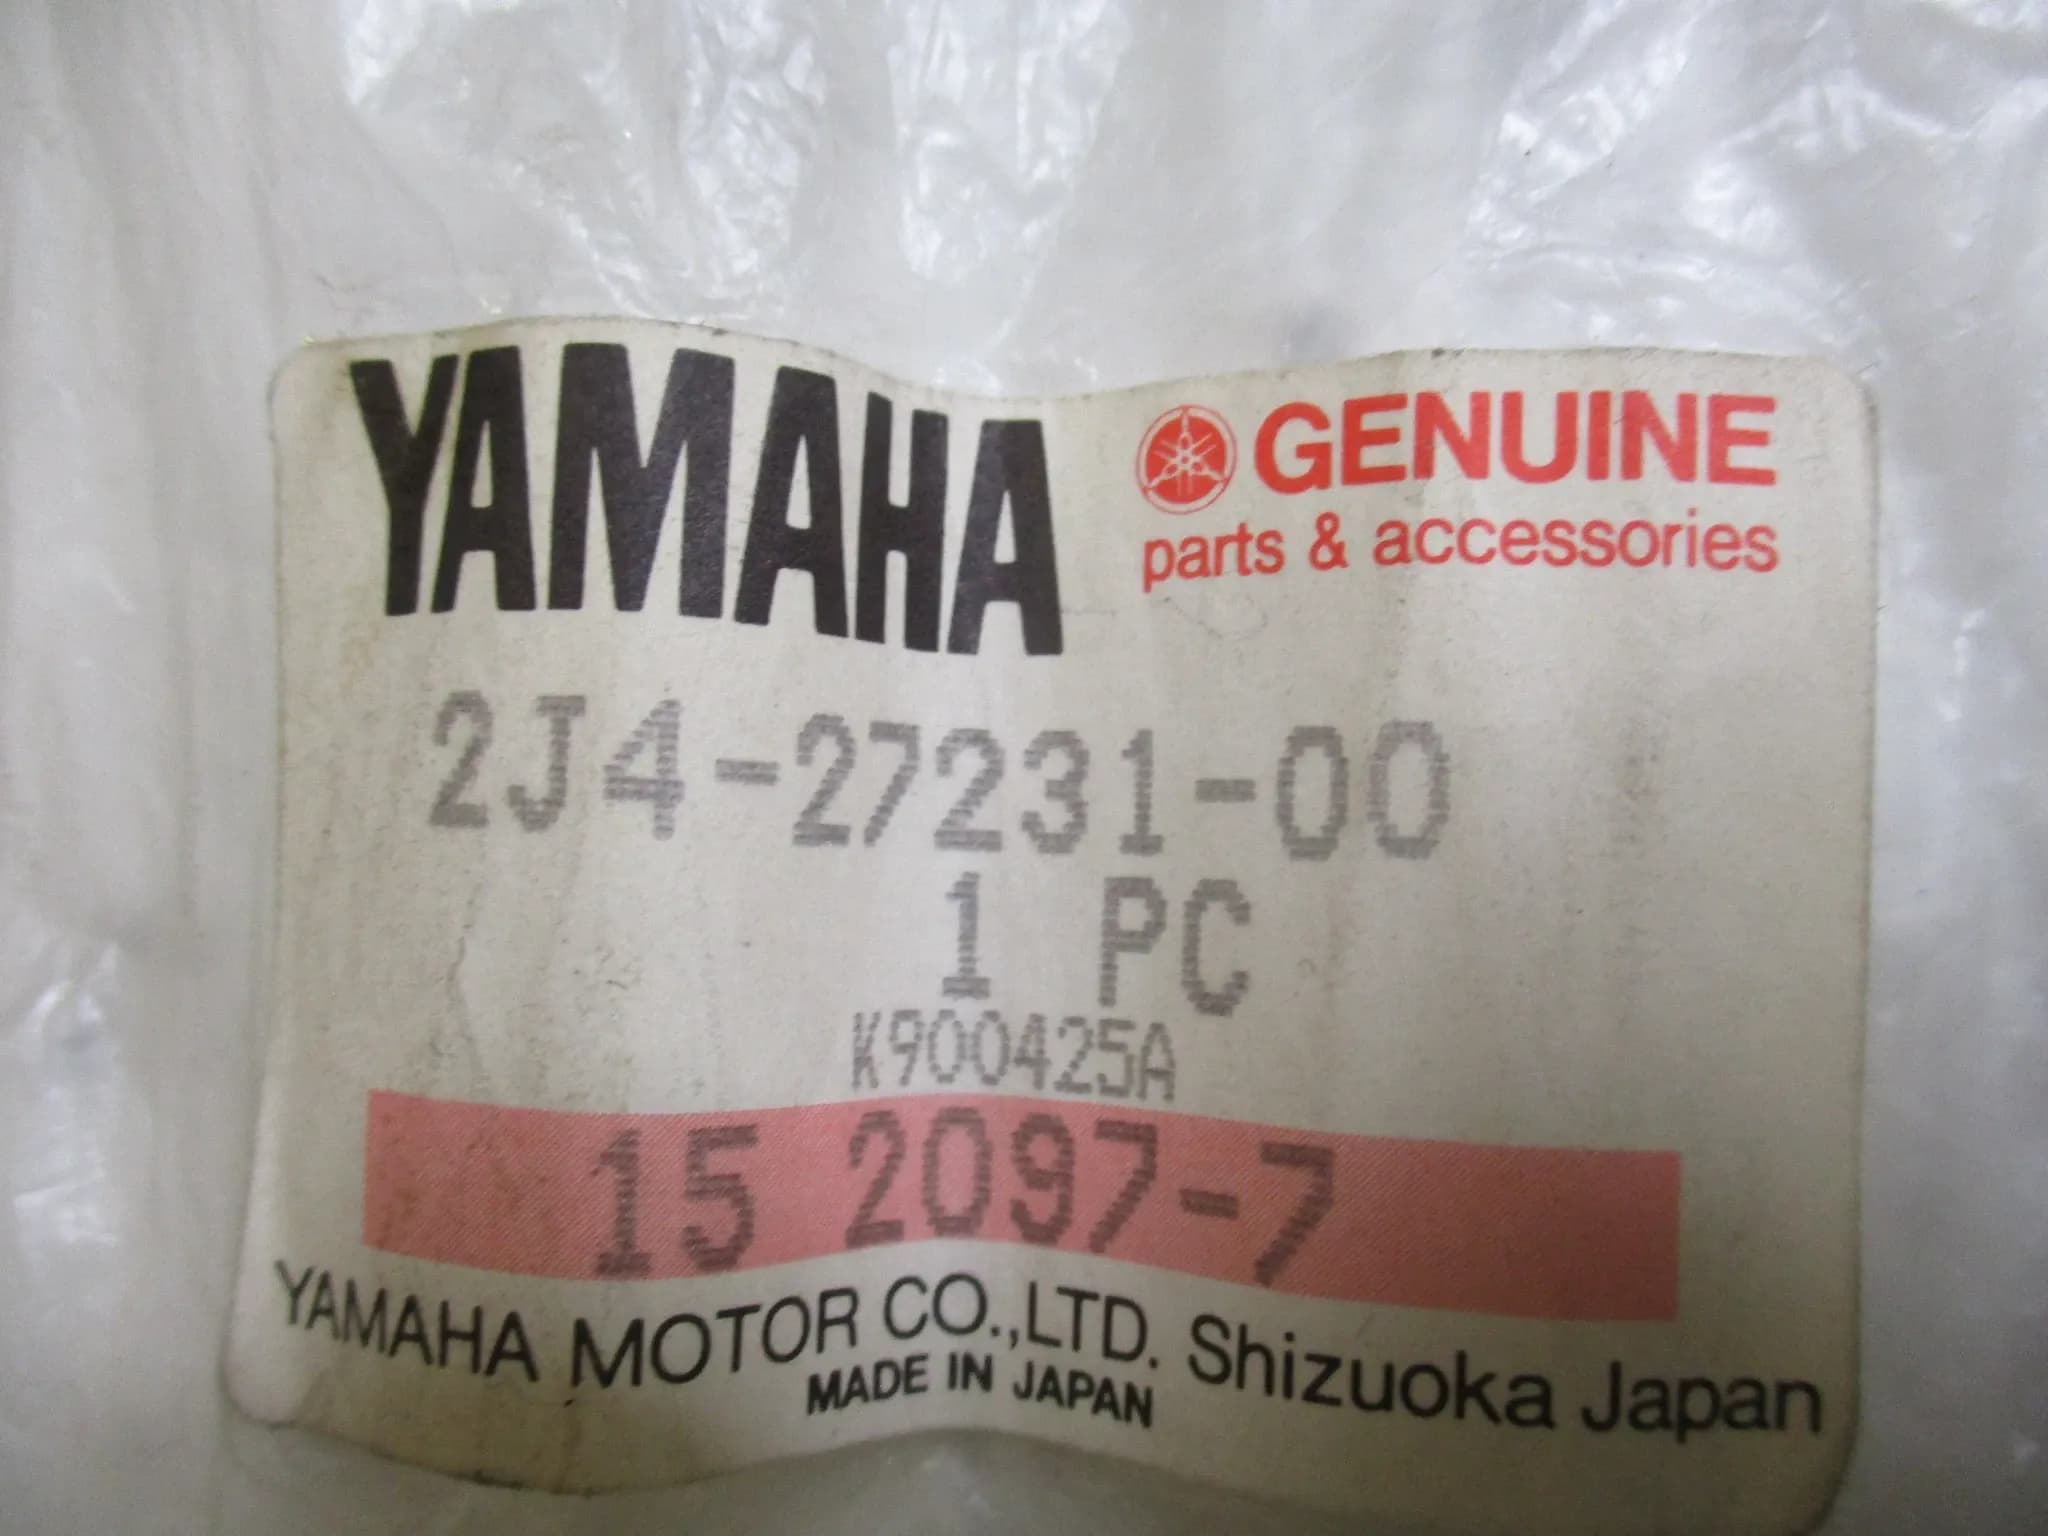 YAMAHA GENUINE
parts & accessories
2J4-27231-00
1 PC
K900425A
15 2097-7
YAMAHA MOTOR CO.,LTD. Shizuoka Japan
MADE IN JAPAN